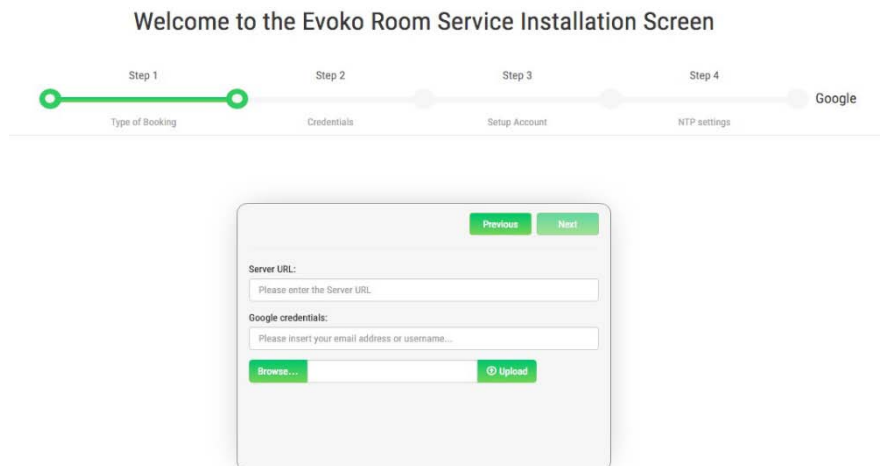 Welcome to the Evoko Room Service Installation Screen
Step 1 Step 2 Step 3 Step 4
Google
Type of Booking Credentials Setup Account NTP settings
Previous Next
Server URL:
Please enter the Server URL
Google credentials:
Please insert your email address or username...
Browse... Upload